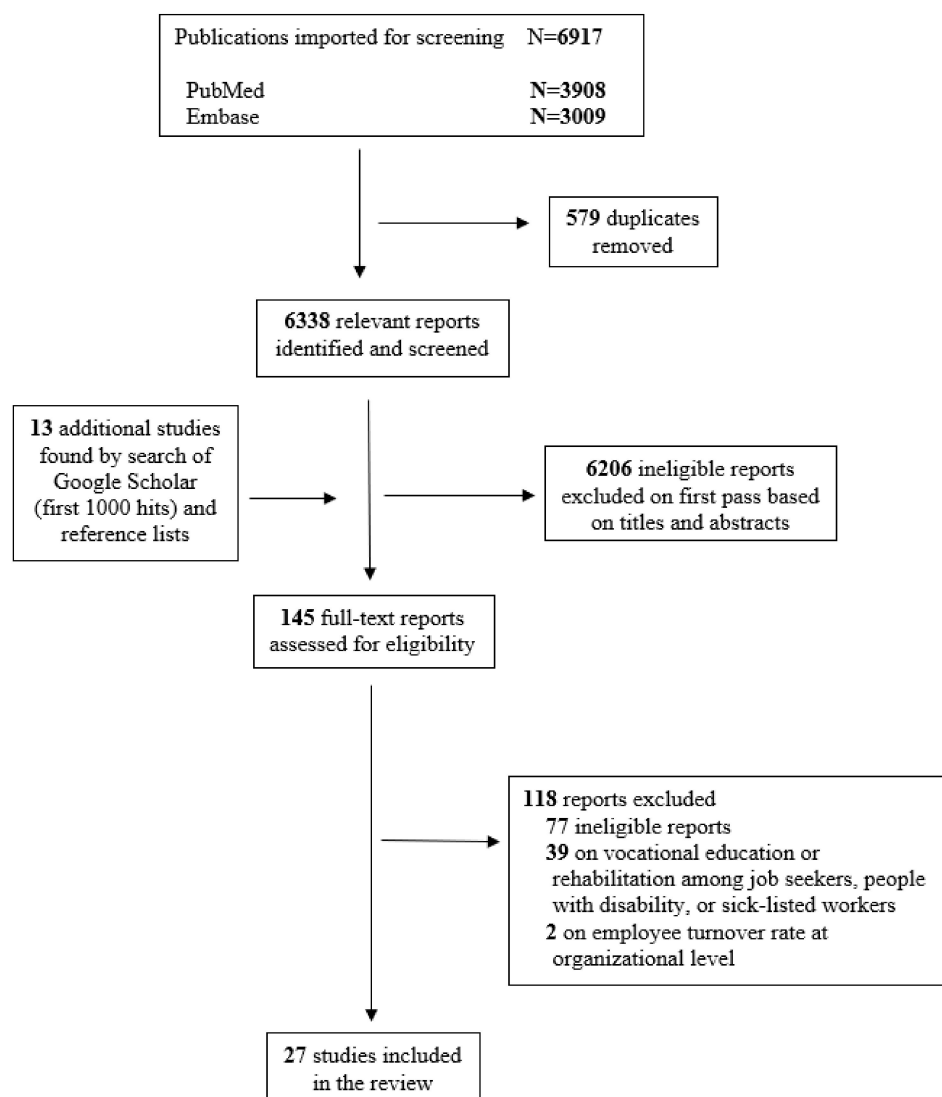 Publications imported for screening N=6917
PubMed N=3908
Embase N=3009
579 duplicates
removed
6338 relevant reports
identified and screened
13 additional studies
found by search of
Google Scholar
(first 1000 hits) and
reference lists
6206 ineligible reports
excluded on first pass based
on titles and abstracts
145 full-text reports
assessed for eligibility
118 reports excluded
77 ineligible reports
39 on vocational education or
rehabilitation among job seekers, people
with disability, or sick-listed workers
2 on employee turnover rate at
organizational level
27 studies included
in the review